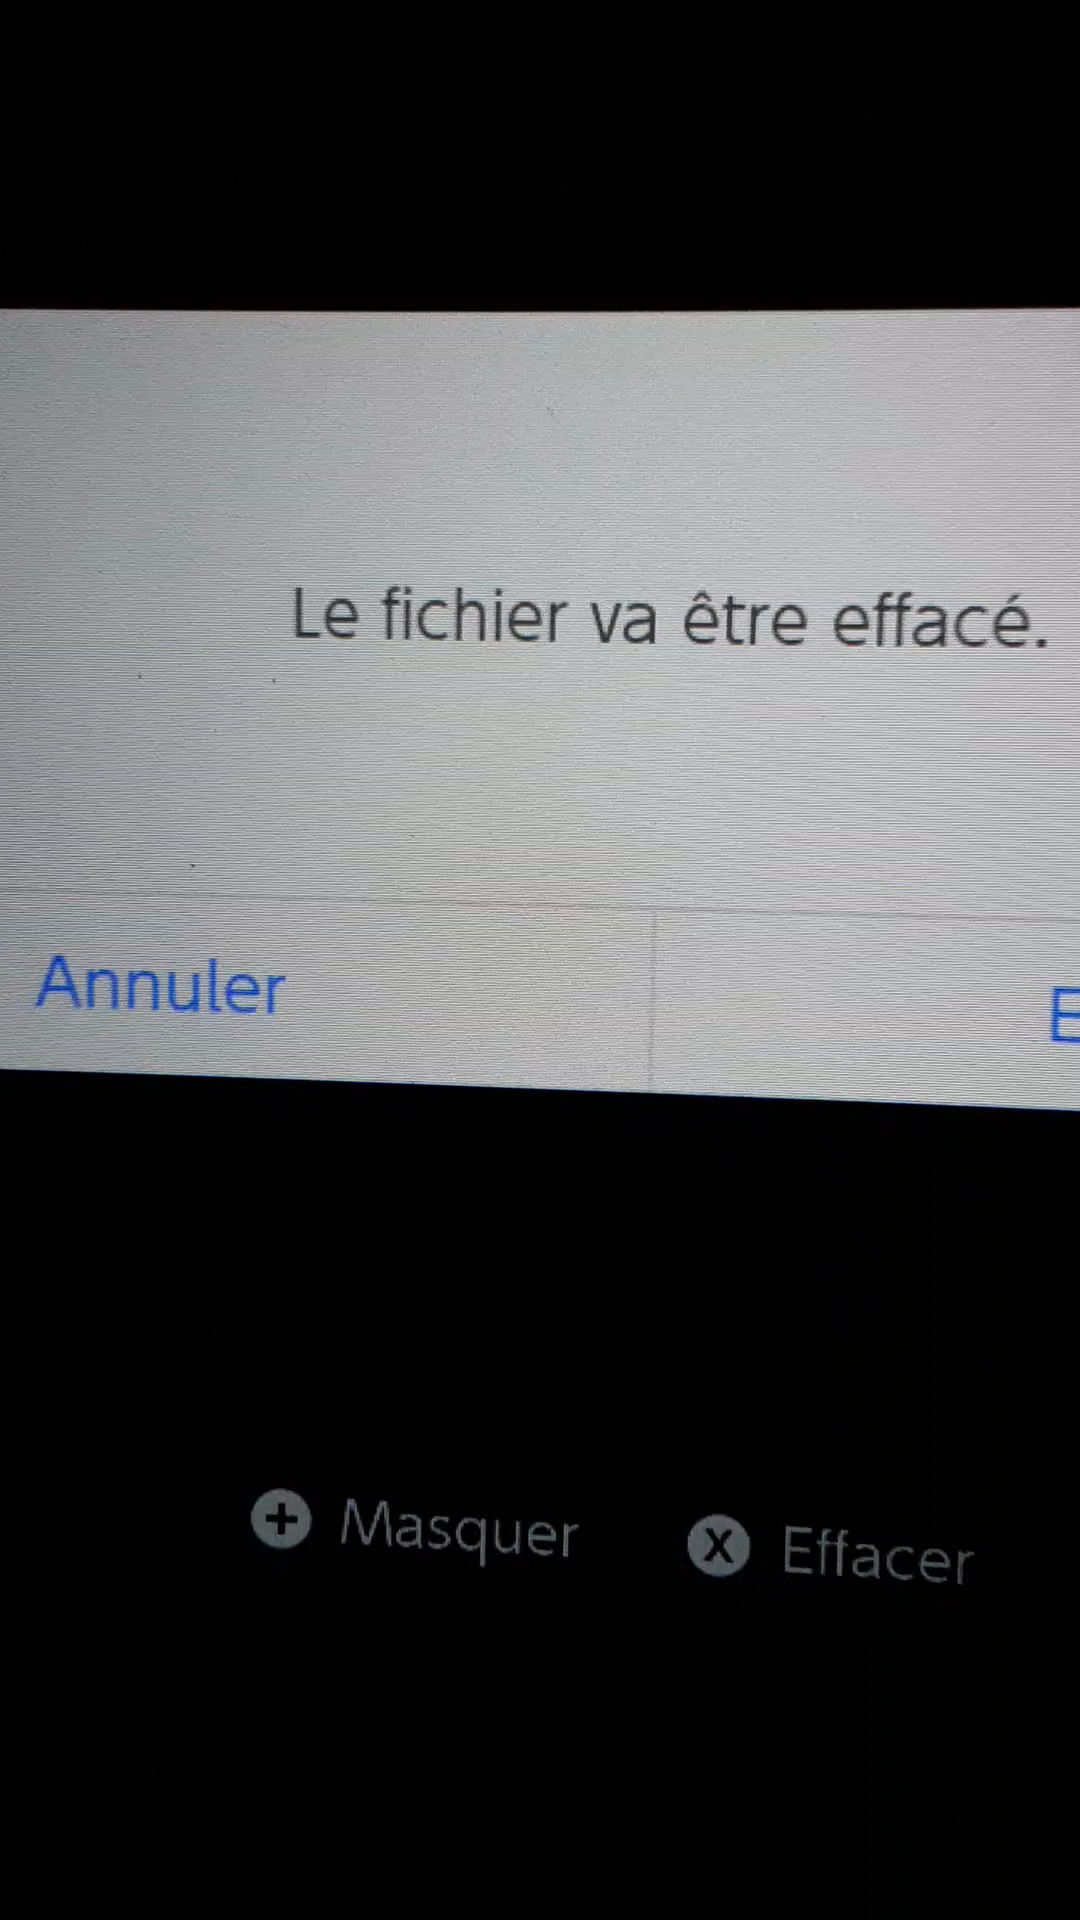 Le fichier va être effacé.
Annuler
+ Masquer X Effacer